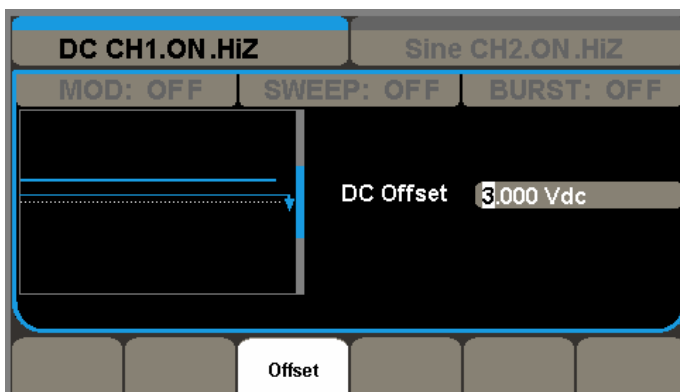 DC CH1.ON.HiZ
Sine CH2.ON.HiZ
MOD: OFF
SWEEP: OFF
BURST: OFF
DC Offset
3.000 Vdc
Offset